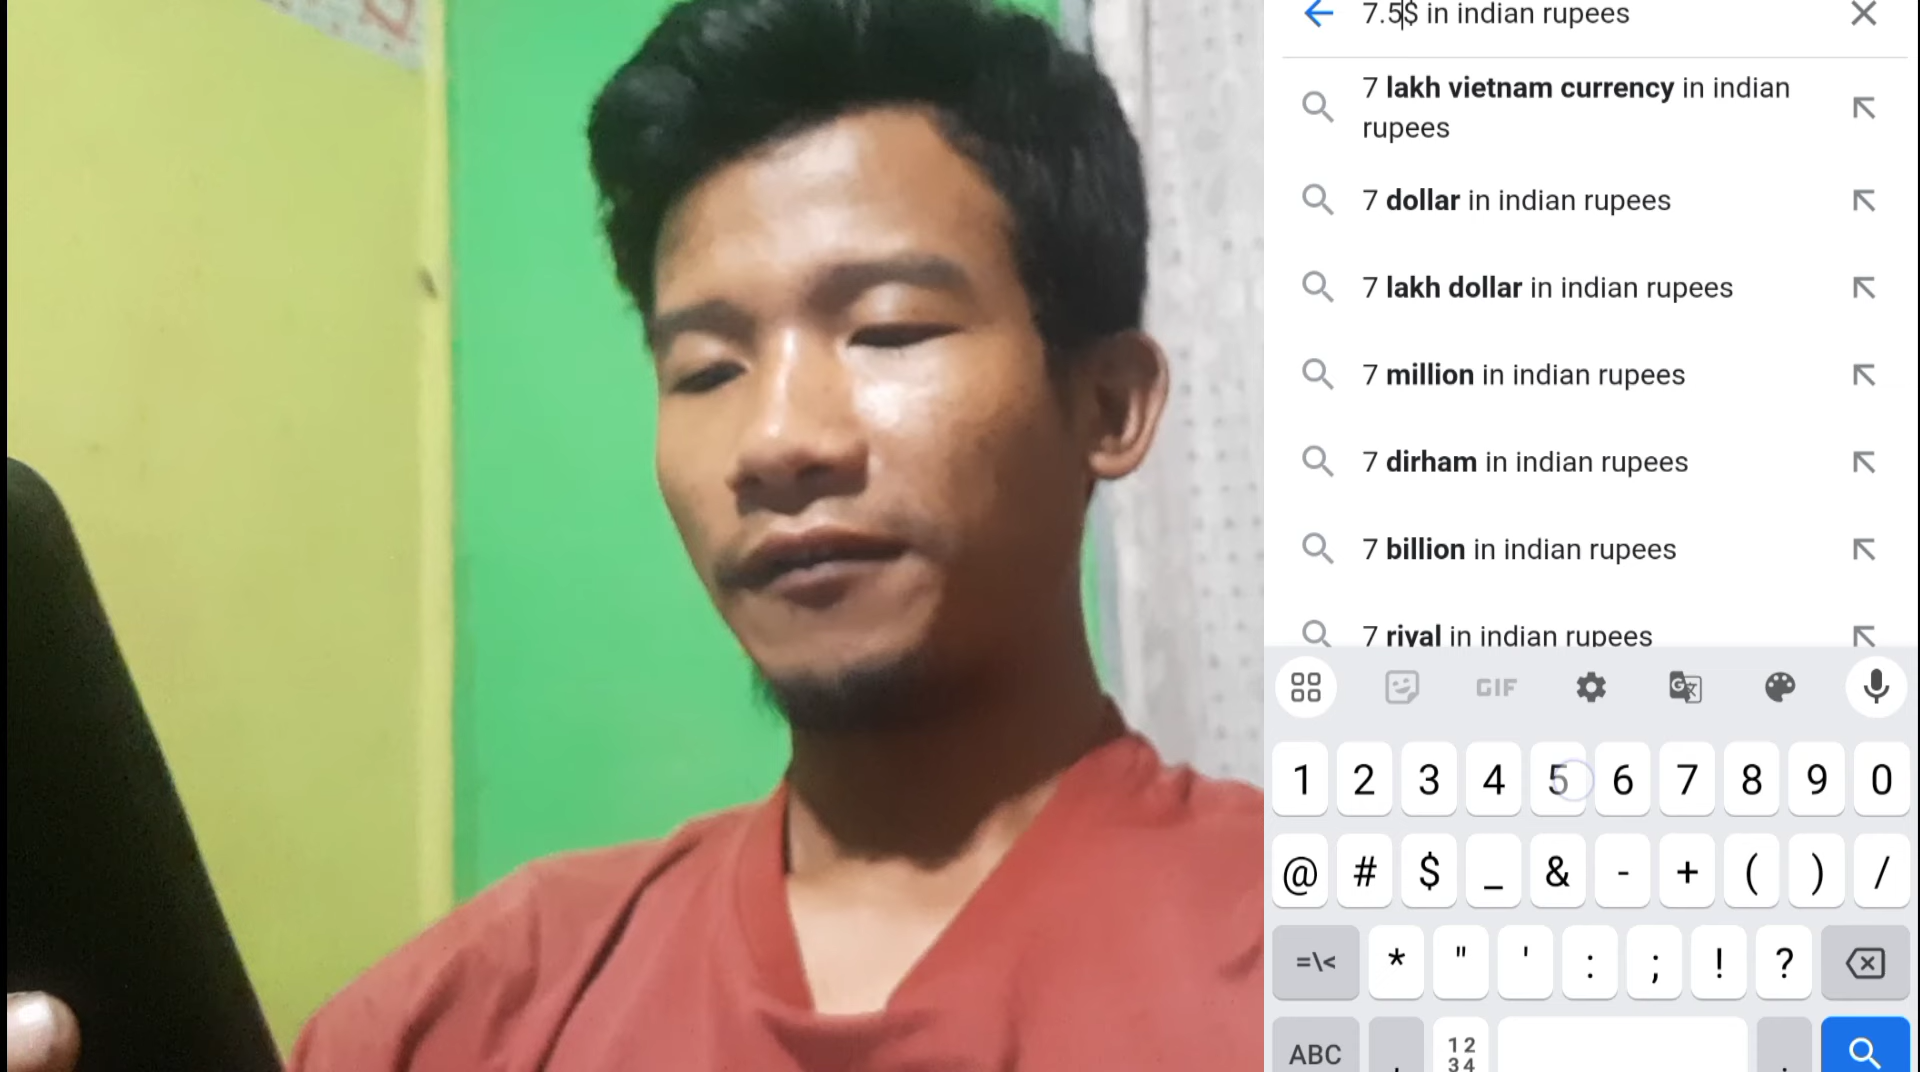 7.5$ in indian rupees
7 lakh vietnam currency in indian
rupees
7 dollar in indian rupees
7 lakh dollar in indian rupees
7 million in indian rupees
7 dirham in indian rupees
7 billion in indian rupees
7 riyal in indian rupees
GIF
1 2 3 4 5 6 7 8 9 0
@ # $ _ & - + ( ) /
=\< * " ' : ; ! ?
ABC , 12 .
34